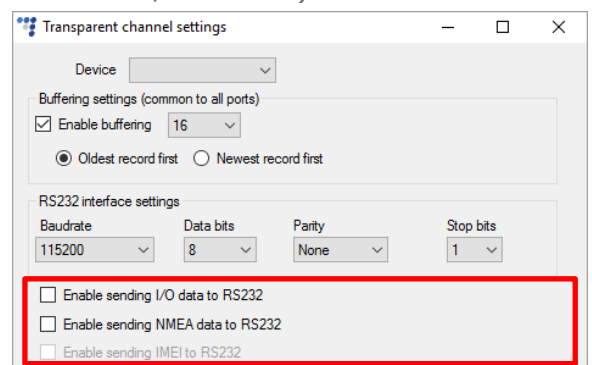 Transparent channel settings
Device
Buffering settings (common to all ports)
Enable buffering 16
Oldest record first Newest record first
RS232 interface settings
Baudrate Data bits Parity Stop bits
115200 8 None 1
Enable sending I/O data to RS232
Enable sending NMEA data to RS232
Enable sending IMEI to RS232